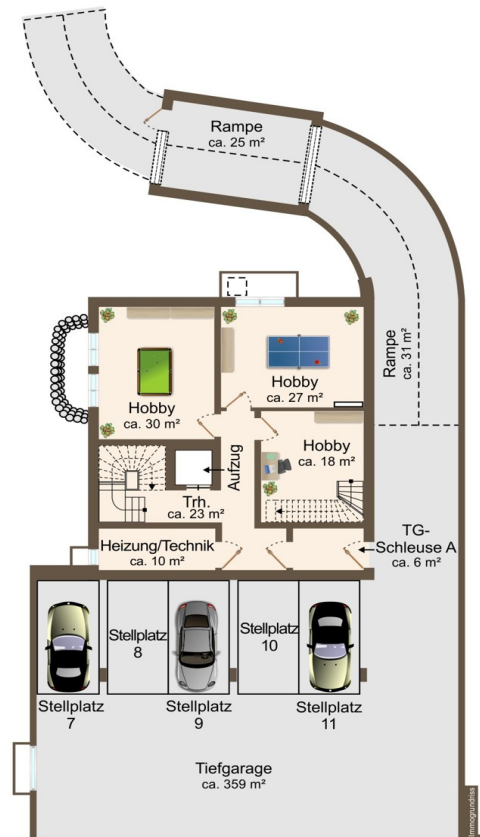 Rampe
ca. 25 m²
Rampe
ca. 31 m²
Hobby
ca. 30 m²
Hobby
ca. 27 m²
Hobby
ca. 18 m²
Aufzug
Trh.
ca. 23 m²
Heizung/Technik
ca. 10 m²
TG-
Schleuse A
ca. 6 m²
Stellplatz
7
Stellplatz
8
Stellplatz
9
Stellplatz
10
Stellplatz
11
Tiefgarage
ca. 359 m²
immogrundriss